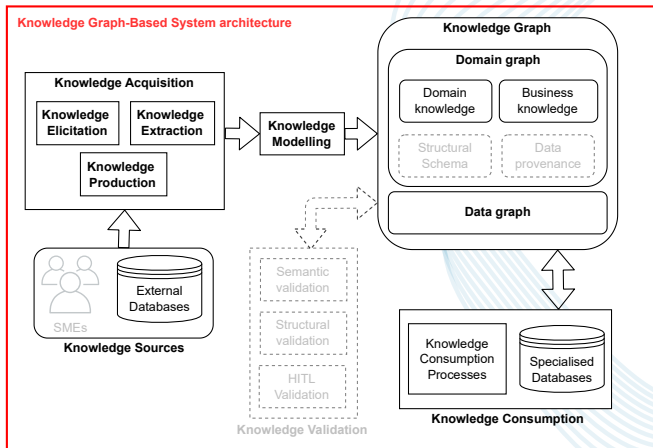 Knowledge Graph-Based System architecture
Knowledge Acquisition
Knowledge
Elicitation
Knowledge
Extraction
Knowledge
Production
Knowledge
Modelling
Knowledge Graph
Domain graph
Domain
knowledge
Business
knowledge
Structural
Schema
Data
provenance
Data graph
SMEs
External
Databases
Knowledge Sources
Semantic
validation
Structural
validation
HITL
Validation
Knowledge Validation
Knowledge
Consumption
Processes
Specialised
Databases
Knowledge Consumption